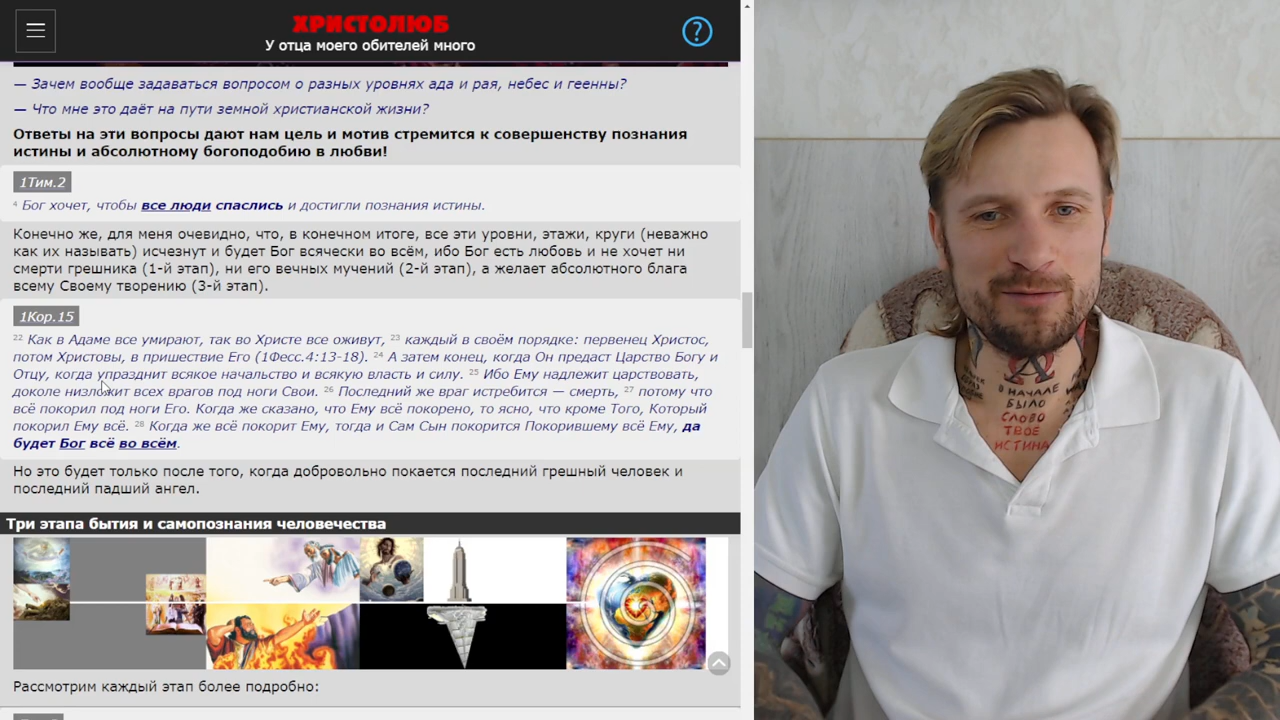 ХРИСТОЛЮБ
У отца моего обителей много
— Зачем вообще задаваться вопросом о разных уровнях ада и рая, небес и геенны?
— Что мне это даёт на пути земной христианской жизни?
Ответы на эти вопросы дают нам цель и мотив стремится к совершенству познания
истины и абсолютному богоподобию в любви!
1Тим.2
4 Бог хочет, чтобы все люди спаслись и достигли познания истины.
Конечно же, для меня очевидно, что, в конечном итоге, все эти уровни, этажи, круги (неважно
как их называть) исчезнут и будет Бог всячески во всём, ибо Бог есть любовь и не хочет ни
смерти грешника (1-й этап), ни его вечных мучений (2-й этап), а желает абсолютного блага
всему Своему творению (3-й этап).
1Кор.15
22 Как в Адаме все умирают, так во Христе все оживут, 23 каждый в своём порядке: первенец Христос,
потом Христовы, в пришествие Его (1Фесс.4:13-18). 24 А затем конец, когда Он предаст Царство Богу и
Отцу, когда упразднит всякое начальство и всякую власть и силу. 25 Ибо Ему надлежит царствовать,
доколе низложит всех врагов под ноги Свои. 26 Последний же враг истребится — смерть, 27 потому что
всё покорил под ноги Его. Когда же сказано, что Ему всё покорено, то ясно, что кроме Того, Который
покорил Ему всё. 28 Когда же всё покорит Ему, тогда и Сам Сын покорится Покорившему всё Ему, да
будет Бог всё во всём.
Но это будет только после того, когда добровольно покается последний грешный человек и
последний падший ангел.
Три этапа бытия и самопознания человечества
Рассмотрим каждый этап более подробно:
В НАЧАЛЕ
БЫЛО
СЛОВО
ТВОЕ
ИСТИНА